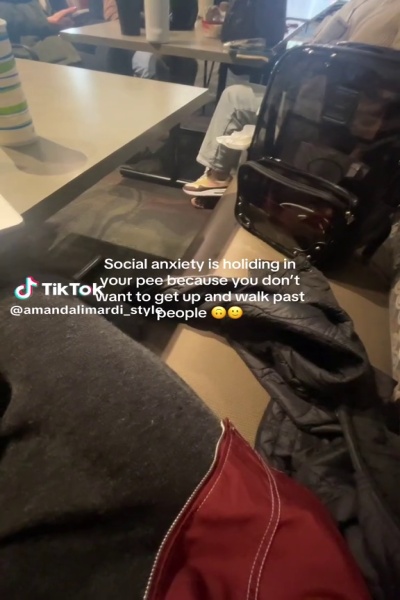 Social anxiety is holiding in
your pee because you don't
want to get up and walk past
people 🙃🙂
TikTok
@amandalimardi_style